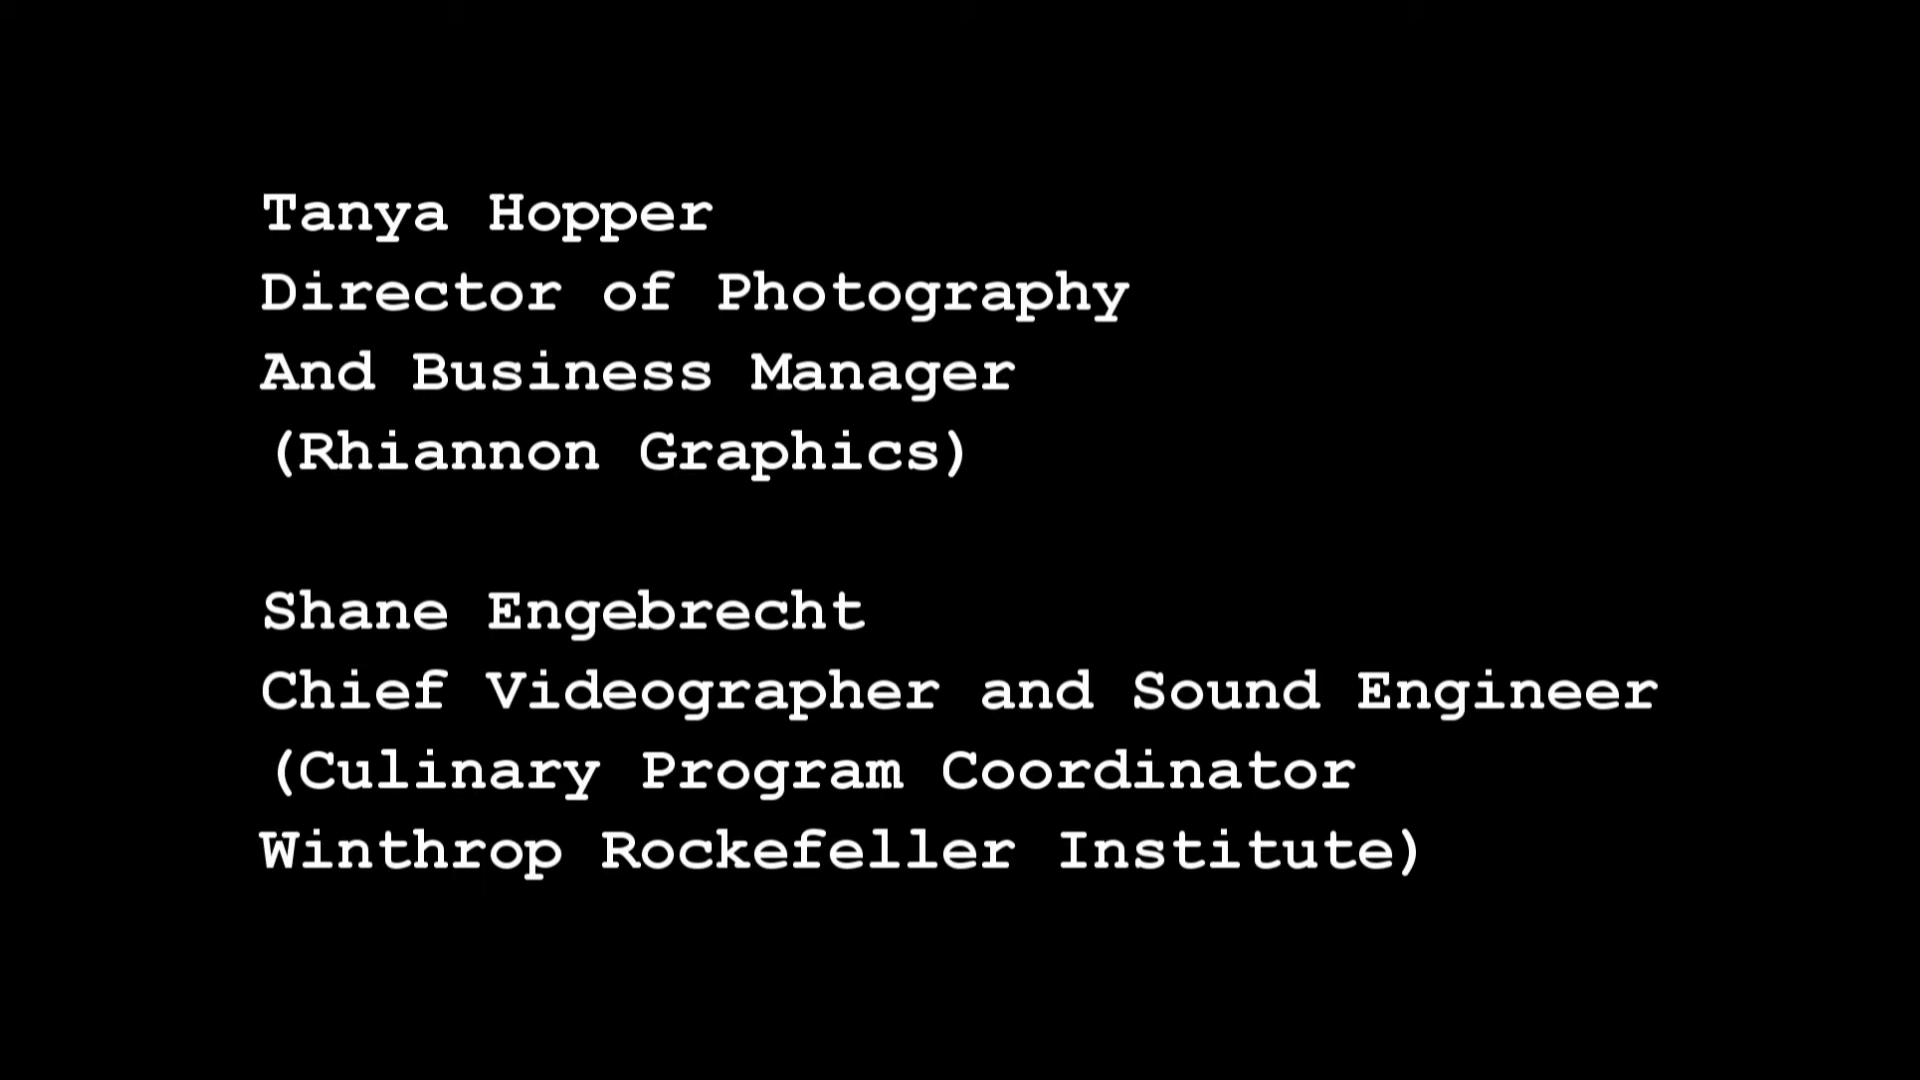 Tanya Hopper
Director of Photography
And Business Manager
(Rhiannon Graphics)
Shane Engebrecht
Chief Videographer and Sound Engineer
(Culinary Program Coordinator
Winthrop Rockefeller Institute)